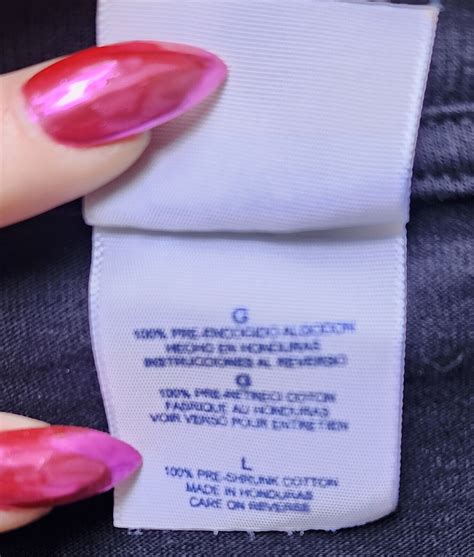 G
100% PRE-ENCOGIDO ALGODON
HECHO EN HONDURAS
INSTRUCCIONES AL REVERSO
G
100% PRE-RETRECI COTON
FABRIQUE AU HONDURAS
VOIR VERSO POUR ENTRETIEN
L
100% PRE-SHRUNK COTTON
MADE IN HONDURAS
CARE ON REVERSE